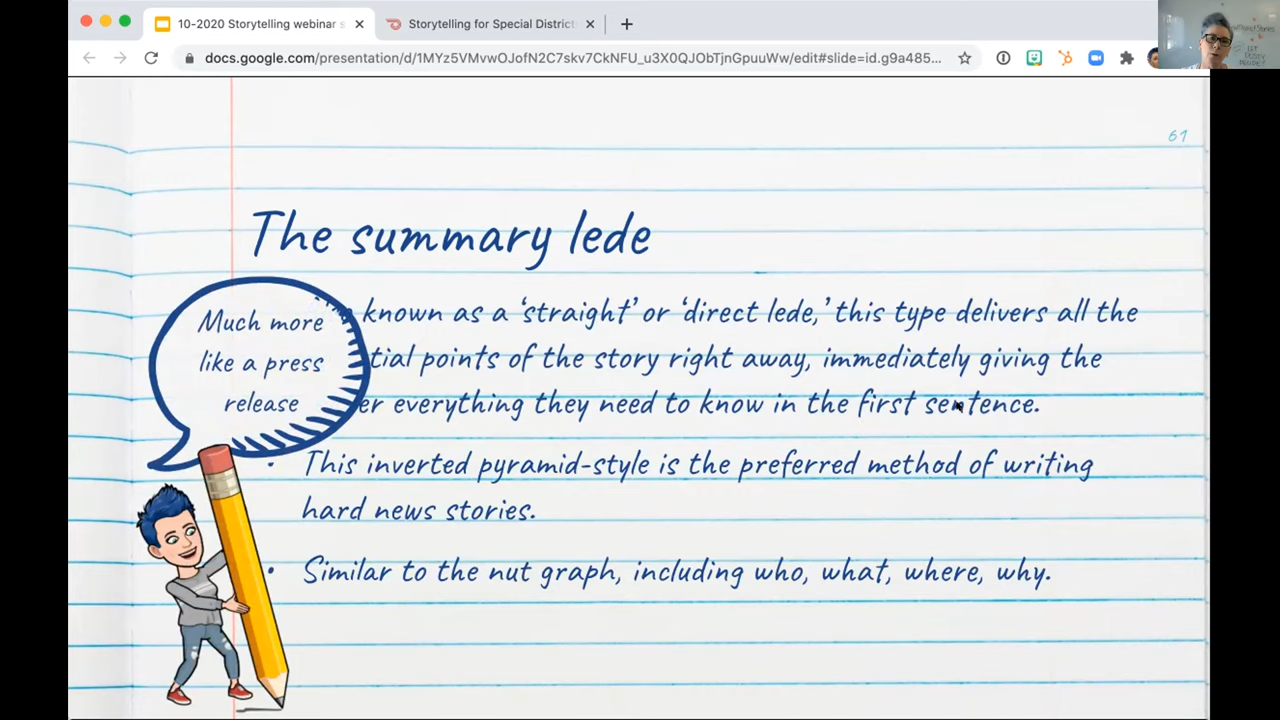 10-2020 Storytelling webinar s
Storytelling for Special District
docs.google.com/presentation/d/1MYz5VMvwOJofN2C7skv7CkNFU_u3X0QJObTjnGpuuWw/edit#slide=id.g9a485...
61
The summary lede
known as a ‘straight’ or ‘direct lede,’ this type delivers all the
tial points of the story right away, immediately giving the
er everything they need to know in the first sentence.
Much more
like a press
release
• This inverted pyramid-style is the preferred method of writing
hard news stories.
• Similar to the nut graph, including who, what, where, why.